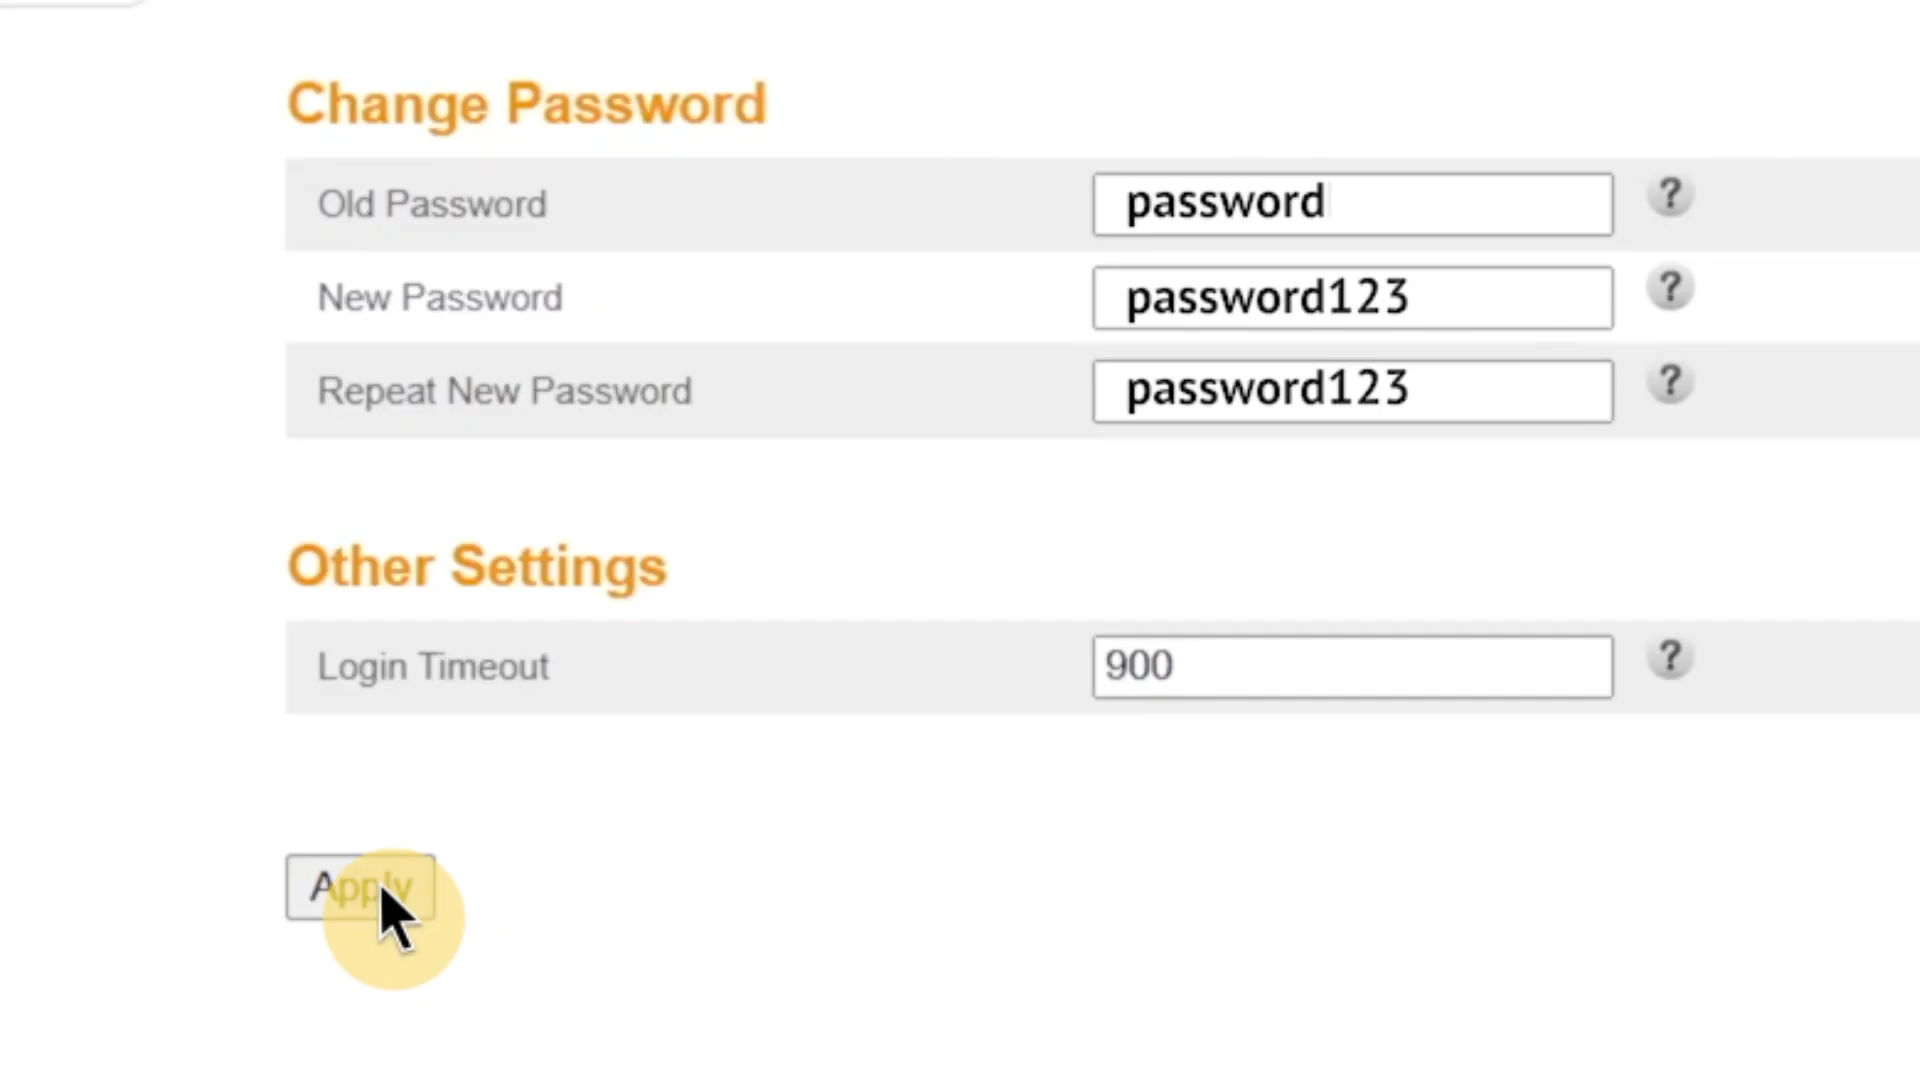 Change Password
Old Password password ?
New Password password123 ?
Repeat New Password password123 ?
Other Settings
Login Timeout 900 ?
Apply